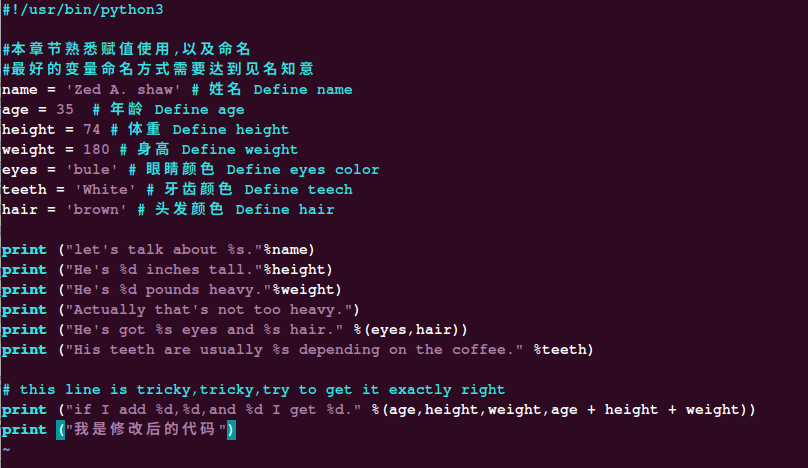 #!/usr/bin/python3
#本章节熟悉赋值使用,以及命名
#最好的变量命名方式需要达到见名知意
name = 'Zed A. shaw' # 姓名 Define name
age = 35  # 年龄 Define age
height = 74 # 体重 Define height
weight = 180 # 身高 Define weight
eyes = 'bule' # 眼睛颜色 Define eyes color
teeth = 'White' # 牙齿颜色 Define teech
hair = 'brown' # 头发颜色 Define hair
print ("let's talk about %s."%name)
print ("He's %d inches tall."%height)
print ("He's %d pounds heavy."%weight)
print ("Actually that's not too heavy.")
print ("He's got %s eyes and %s hair." %(eyes,hair))
print ("His teeth are usually %s depending on the coffee." %teeth)
# this line is tricky,tricky,try to get it exactly right
print ("if I add %d,%d,and %d I get %d." %(age,height,weight,age + height + weight))
print ("我是修改后的代码")
~